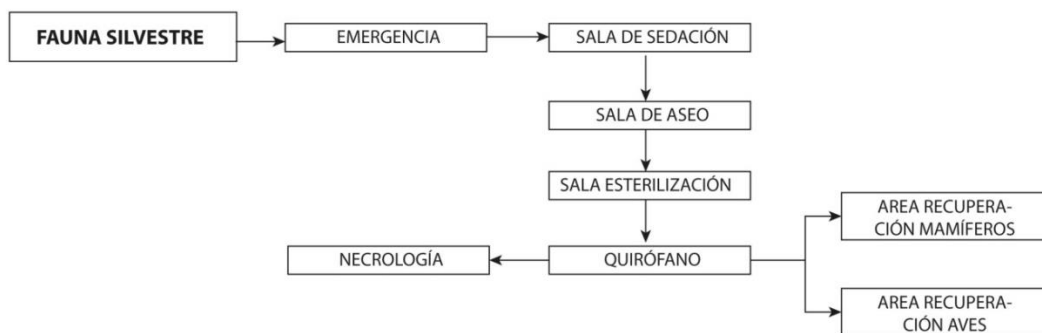 FAUNA SILVESTRE
EMERGENCIA
SALA DE SEDACIÓN
SALA DE ASEO
SALA ESTERILIZACIÓN
AREA RECUPERA-
CIÓN MAMÍFEROS
NECROLOGÍA
QUIRÓFANO
AREA RECUPERA-
CIÓN AVES